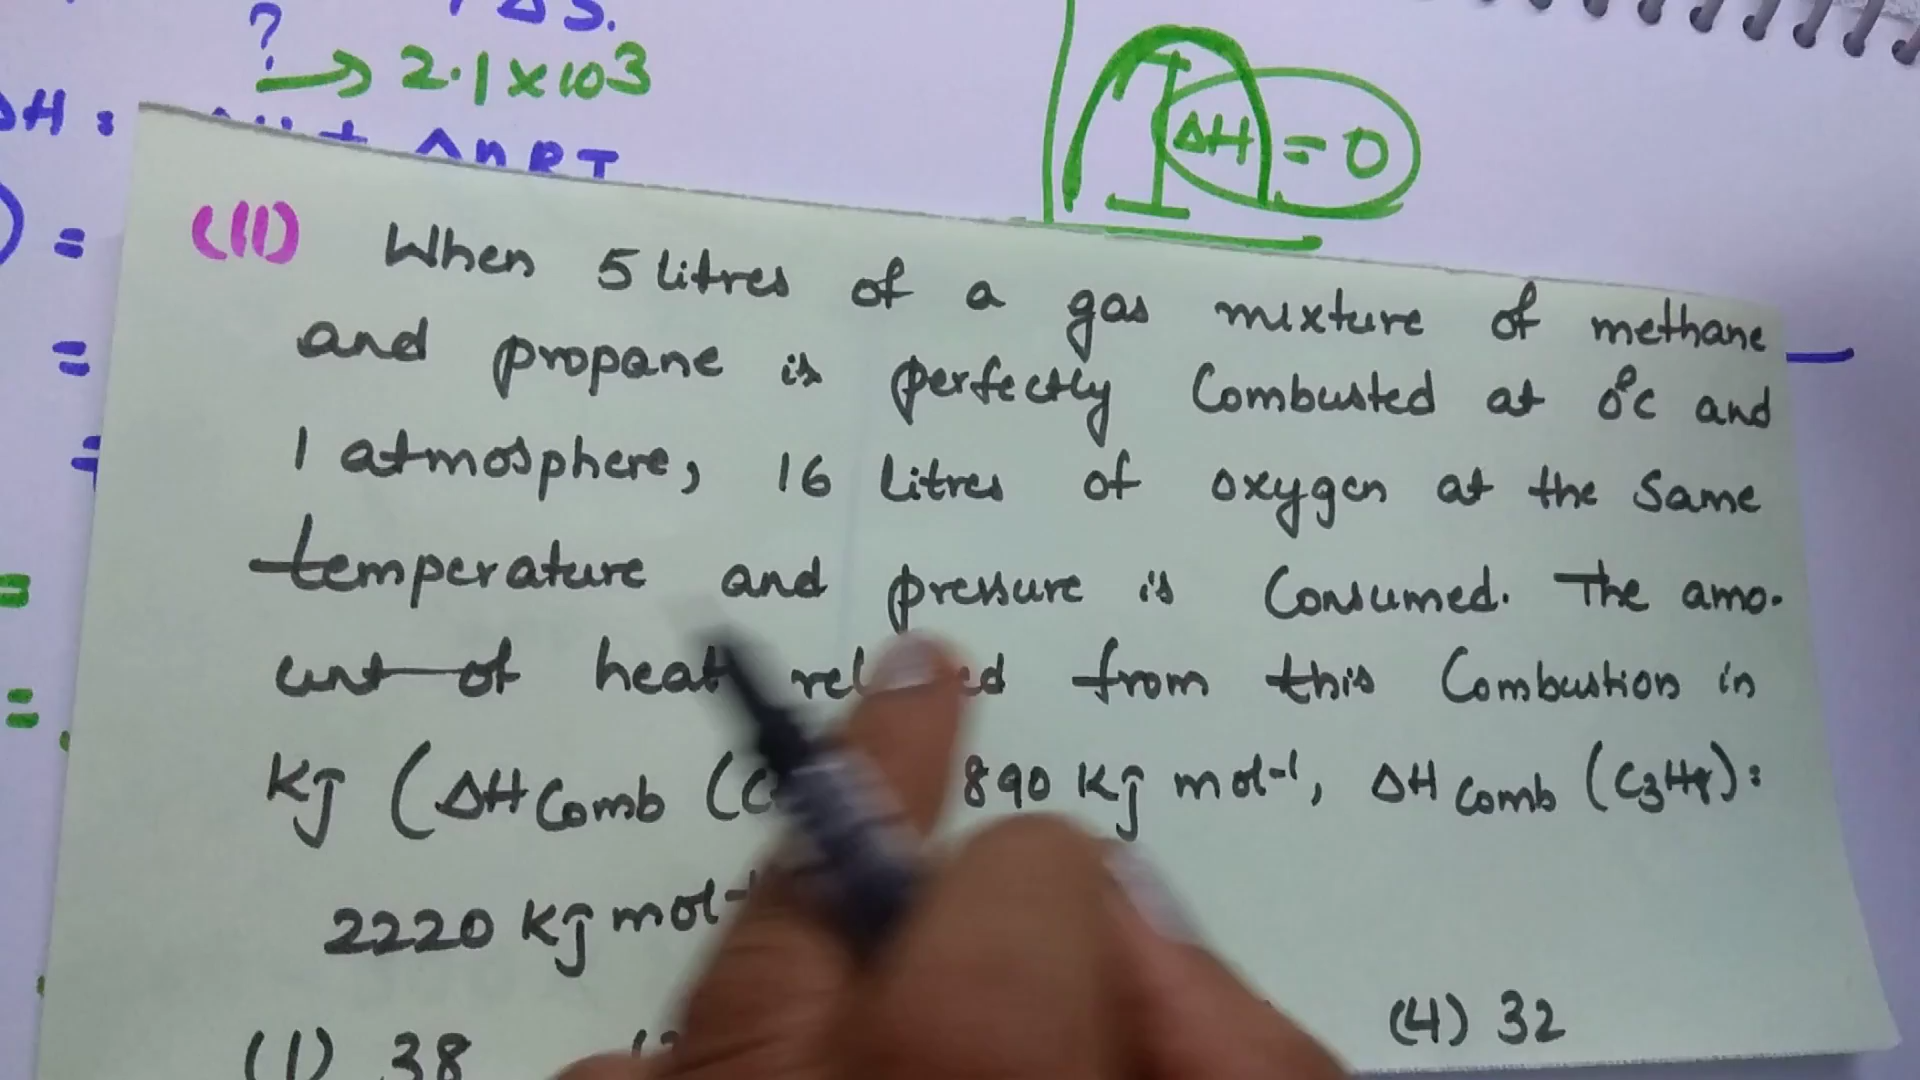 ?
TΔS.
→ 2.1×103
ΔH :
ΔnRT
ΔH = 0
(11) When 5 litres of a gas mixture of methane
and propane is perfectly Combusted at 0°C and
1 atmosphere, 16 litres of oxygen at the Same
temperature and pressure is Consumed. The amo-
unt of heat from this Combustion in
KJ (ΔH Comb (C 890 KJ mol-1, ΔH Comb (C3H8):
2220 KJ mol-1
(1) 38
(4) 32